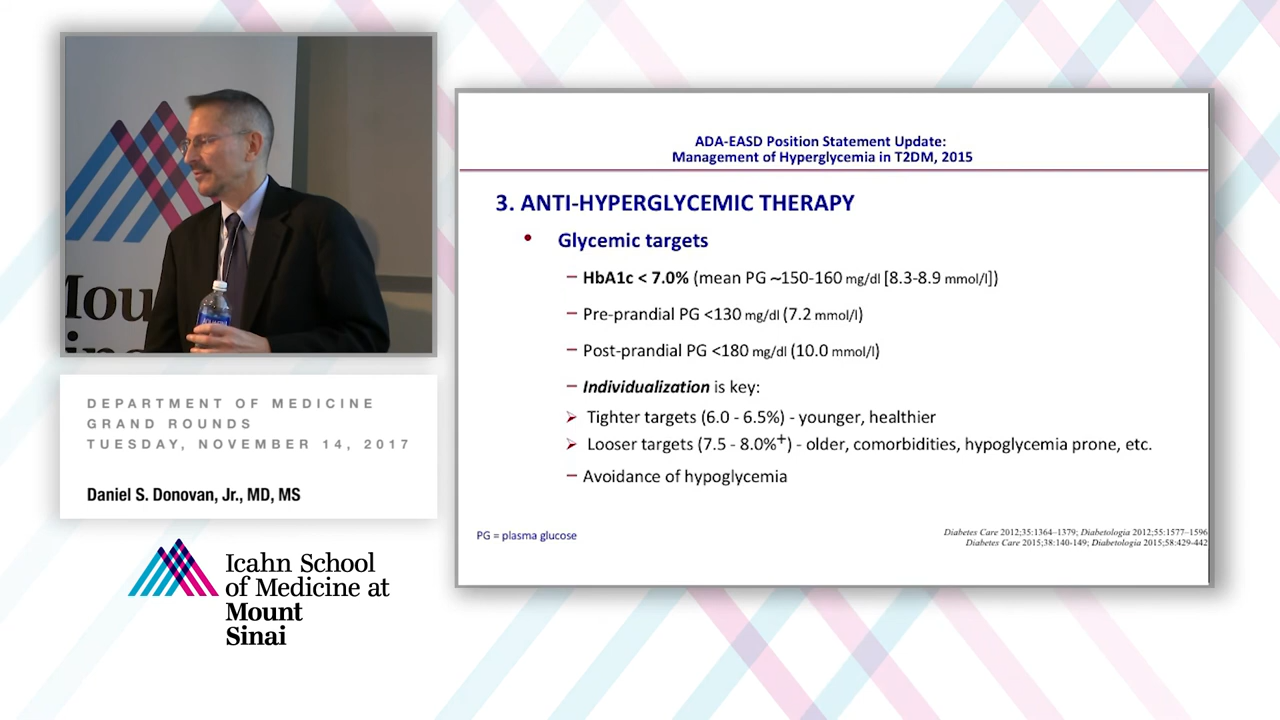 Mount
DEPARTMENT OF MEDICINE
GRAND ROUNDS
TUESDAY, NOVEMBER 14, 2017
Daniel S. Donovan, Jr., MD, MS
Icahn School
of Medicine at
Mount
Sinai
ADA-EASD Position Statement Update:
Management of Hyperglycemia in T2DM, 2015
3. ANTI-HYPERGLYCEMIC THERAPY
• Glycemic targets
– HbA1c < 7.0% (mean PG ~150-160 mg/dl [8.3-8.9 mmol/l])
– Pre-prandial PG <130 mg/dl (7.2 mmol/l)
– Post-prandial PG <180 mg/dl (10.0 mmol/l)
– Individualization is key:
➢ Tighter targets (6.0 - 6.5%) - younger, healthier
➢ Looser targets (7.5 - 8.0%⁺) - older, comorbidities, hypoglycemia prone, etc.
– Avoidance of hypoglycemia
PG = plasma glucose
Diabetes Care 2012;35:1364–1379; Diabetologia 2012;55:1577–1596
Diabetes Care 2015;38:140-149; Diabetologia 2015;58:429-442